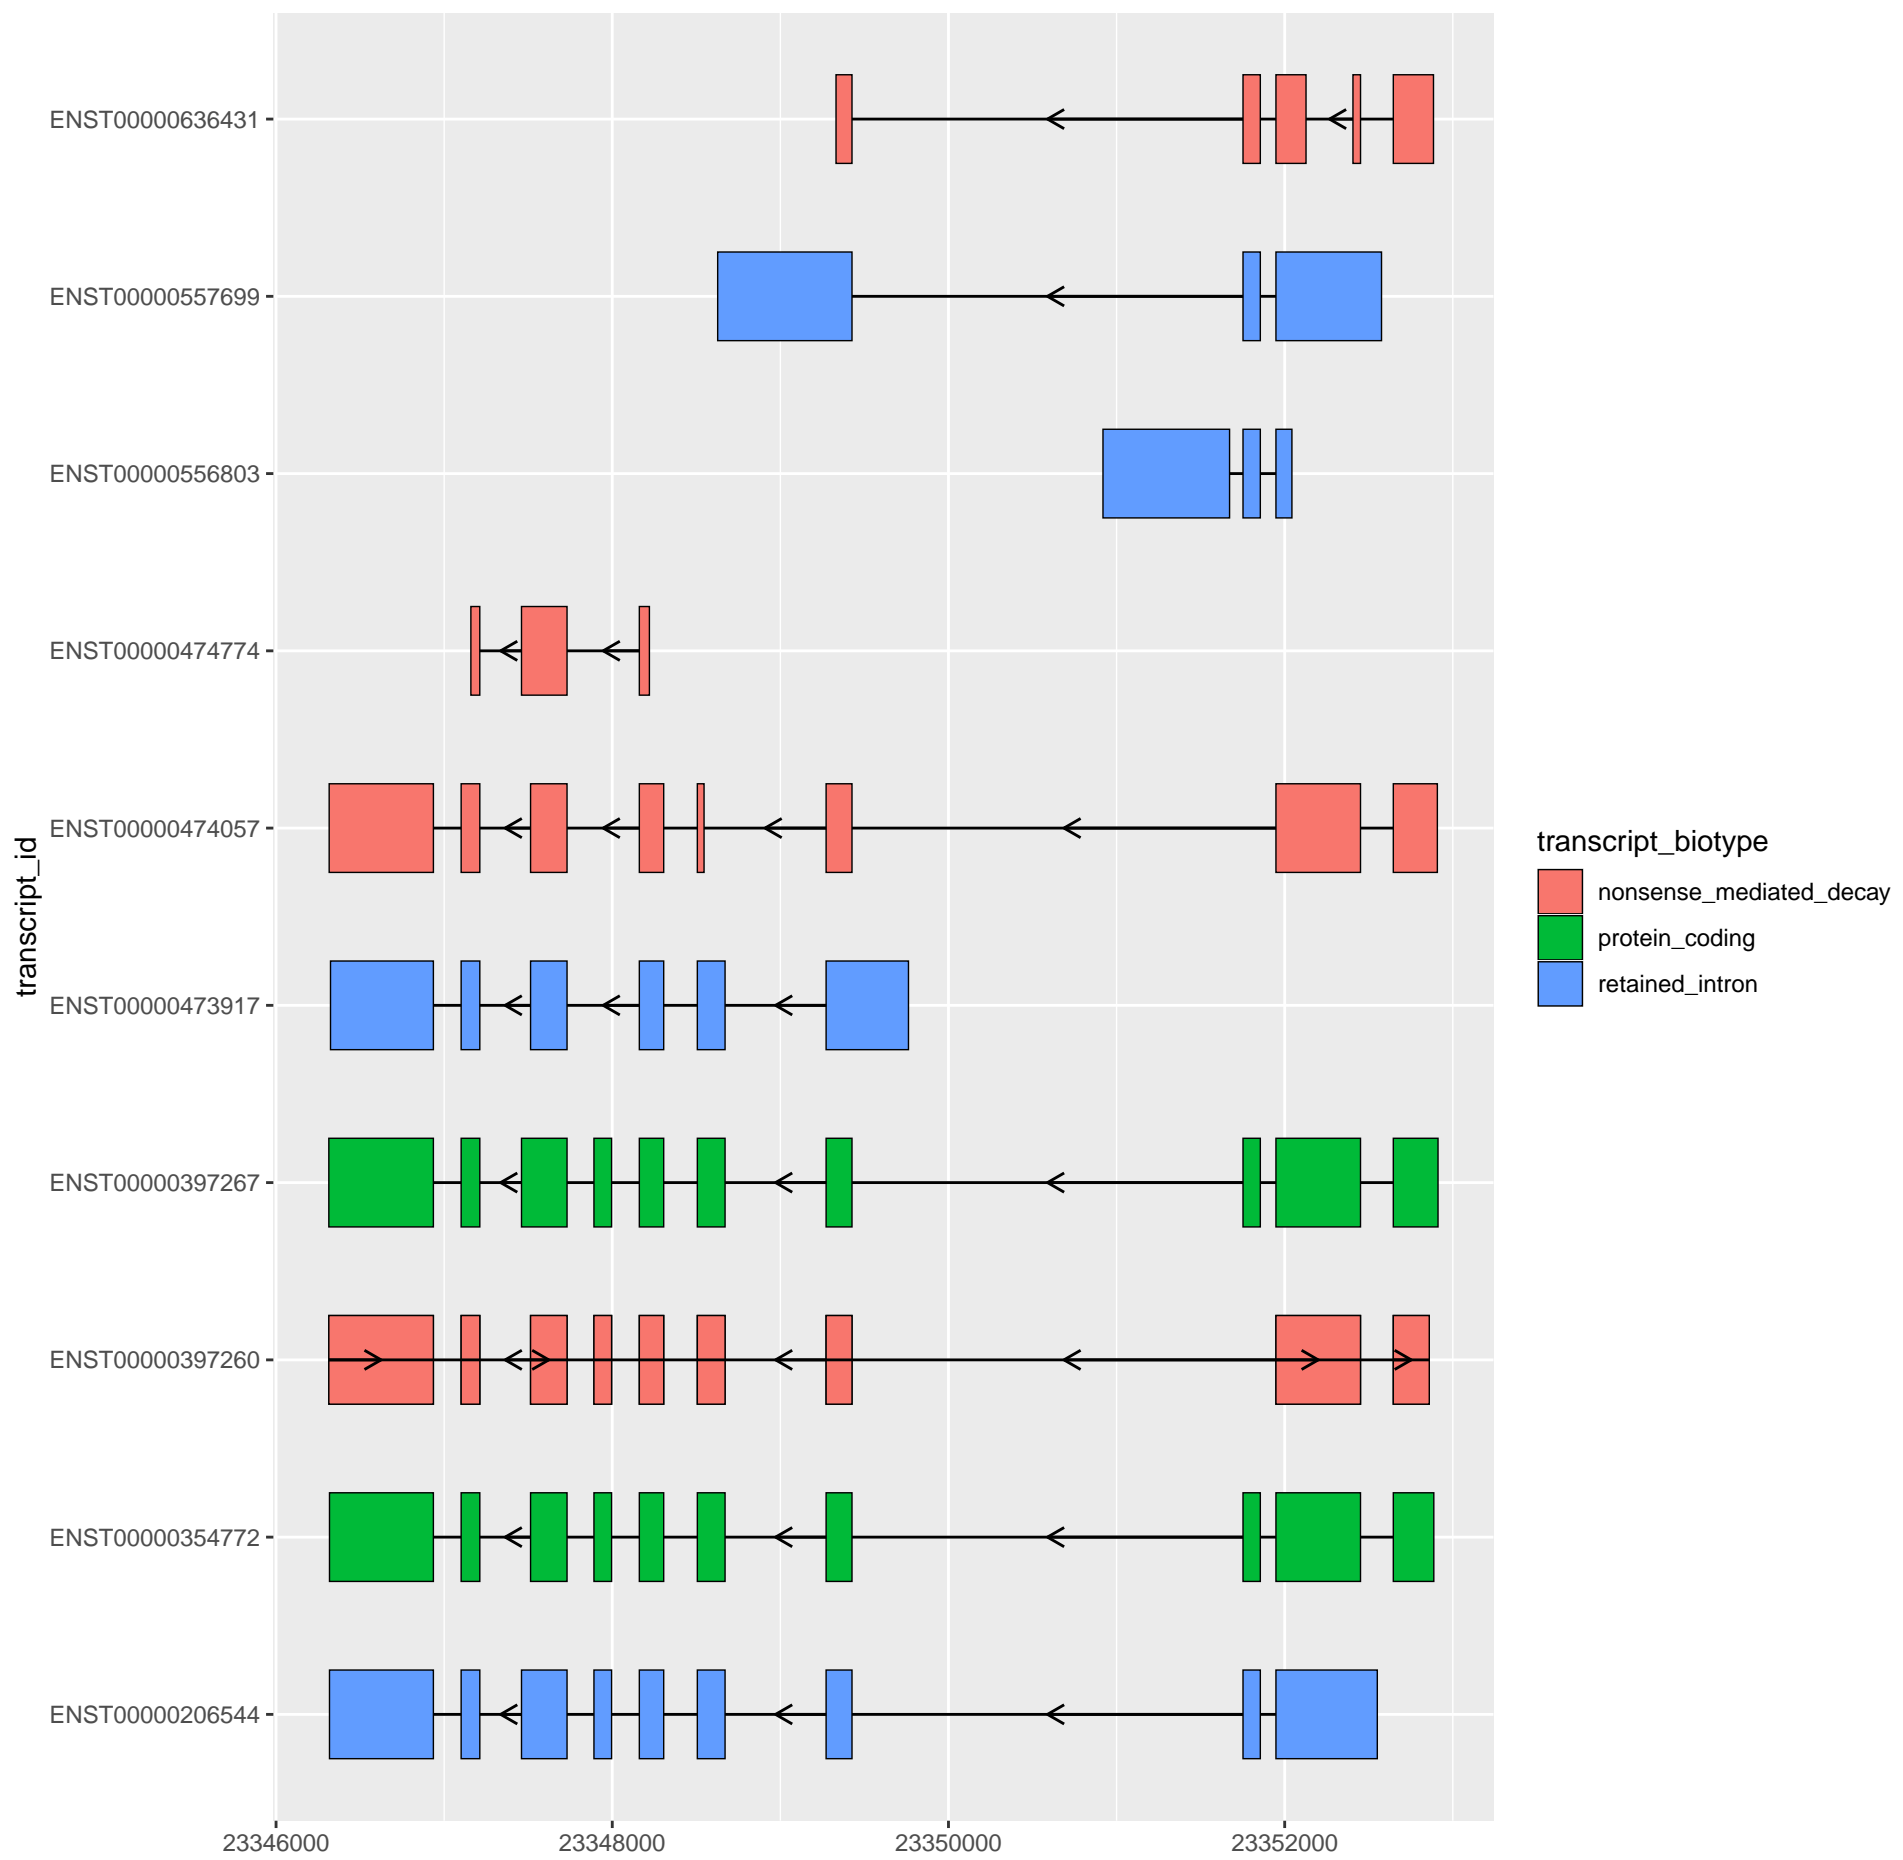 transcript_id
ENST00000636431
ENST00000557699
ENST00000556803
ENST00000474774
ENST00000474057
ENST00000473917
ENST00000397267
ENST00000397260
ENST00000354772
ENST00000206544
23346000 23348000 23350000 23352000
transcript_biotype
nonsense_mediated_decay
protein_coding
retained_intron